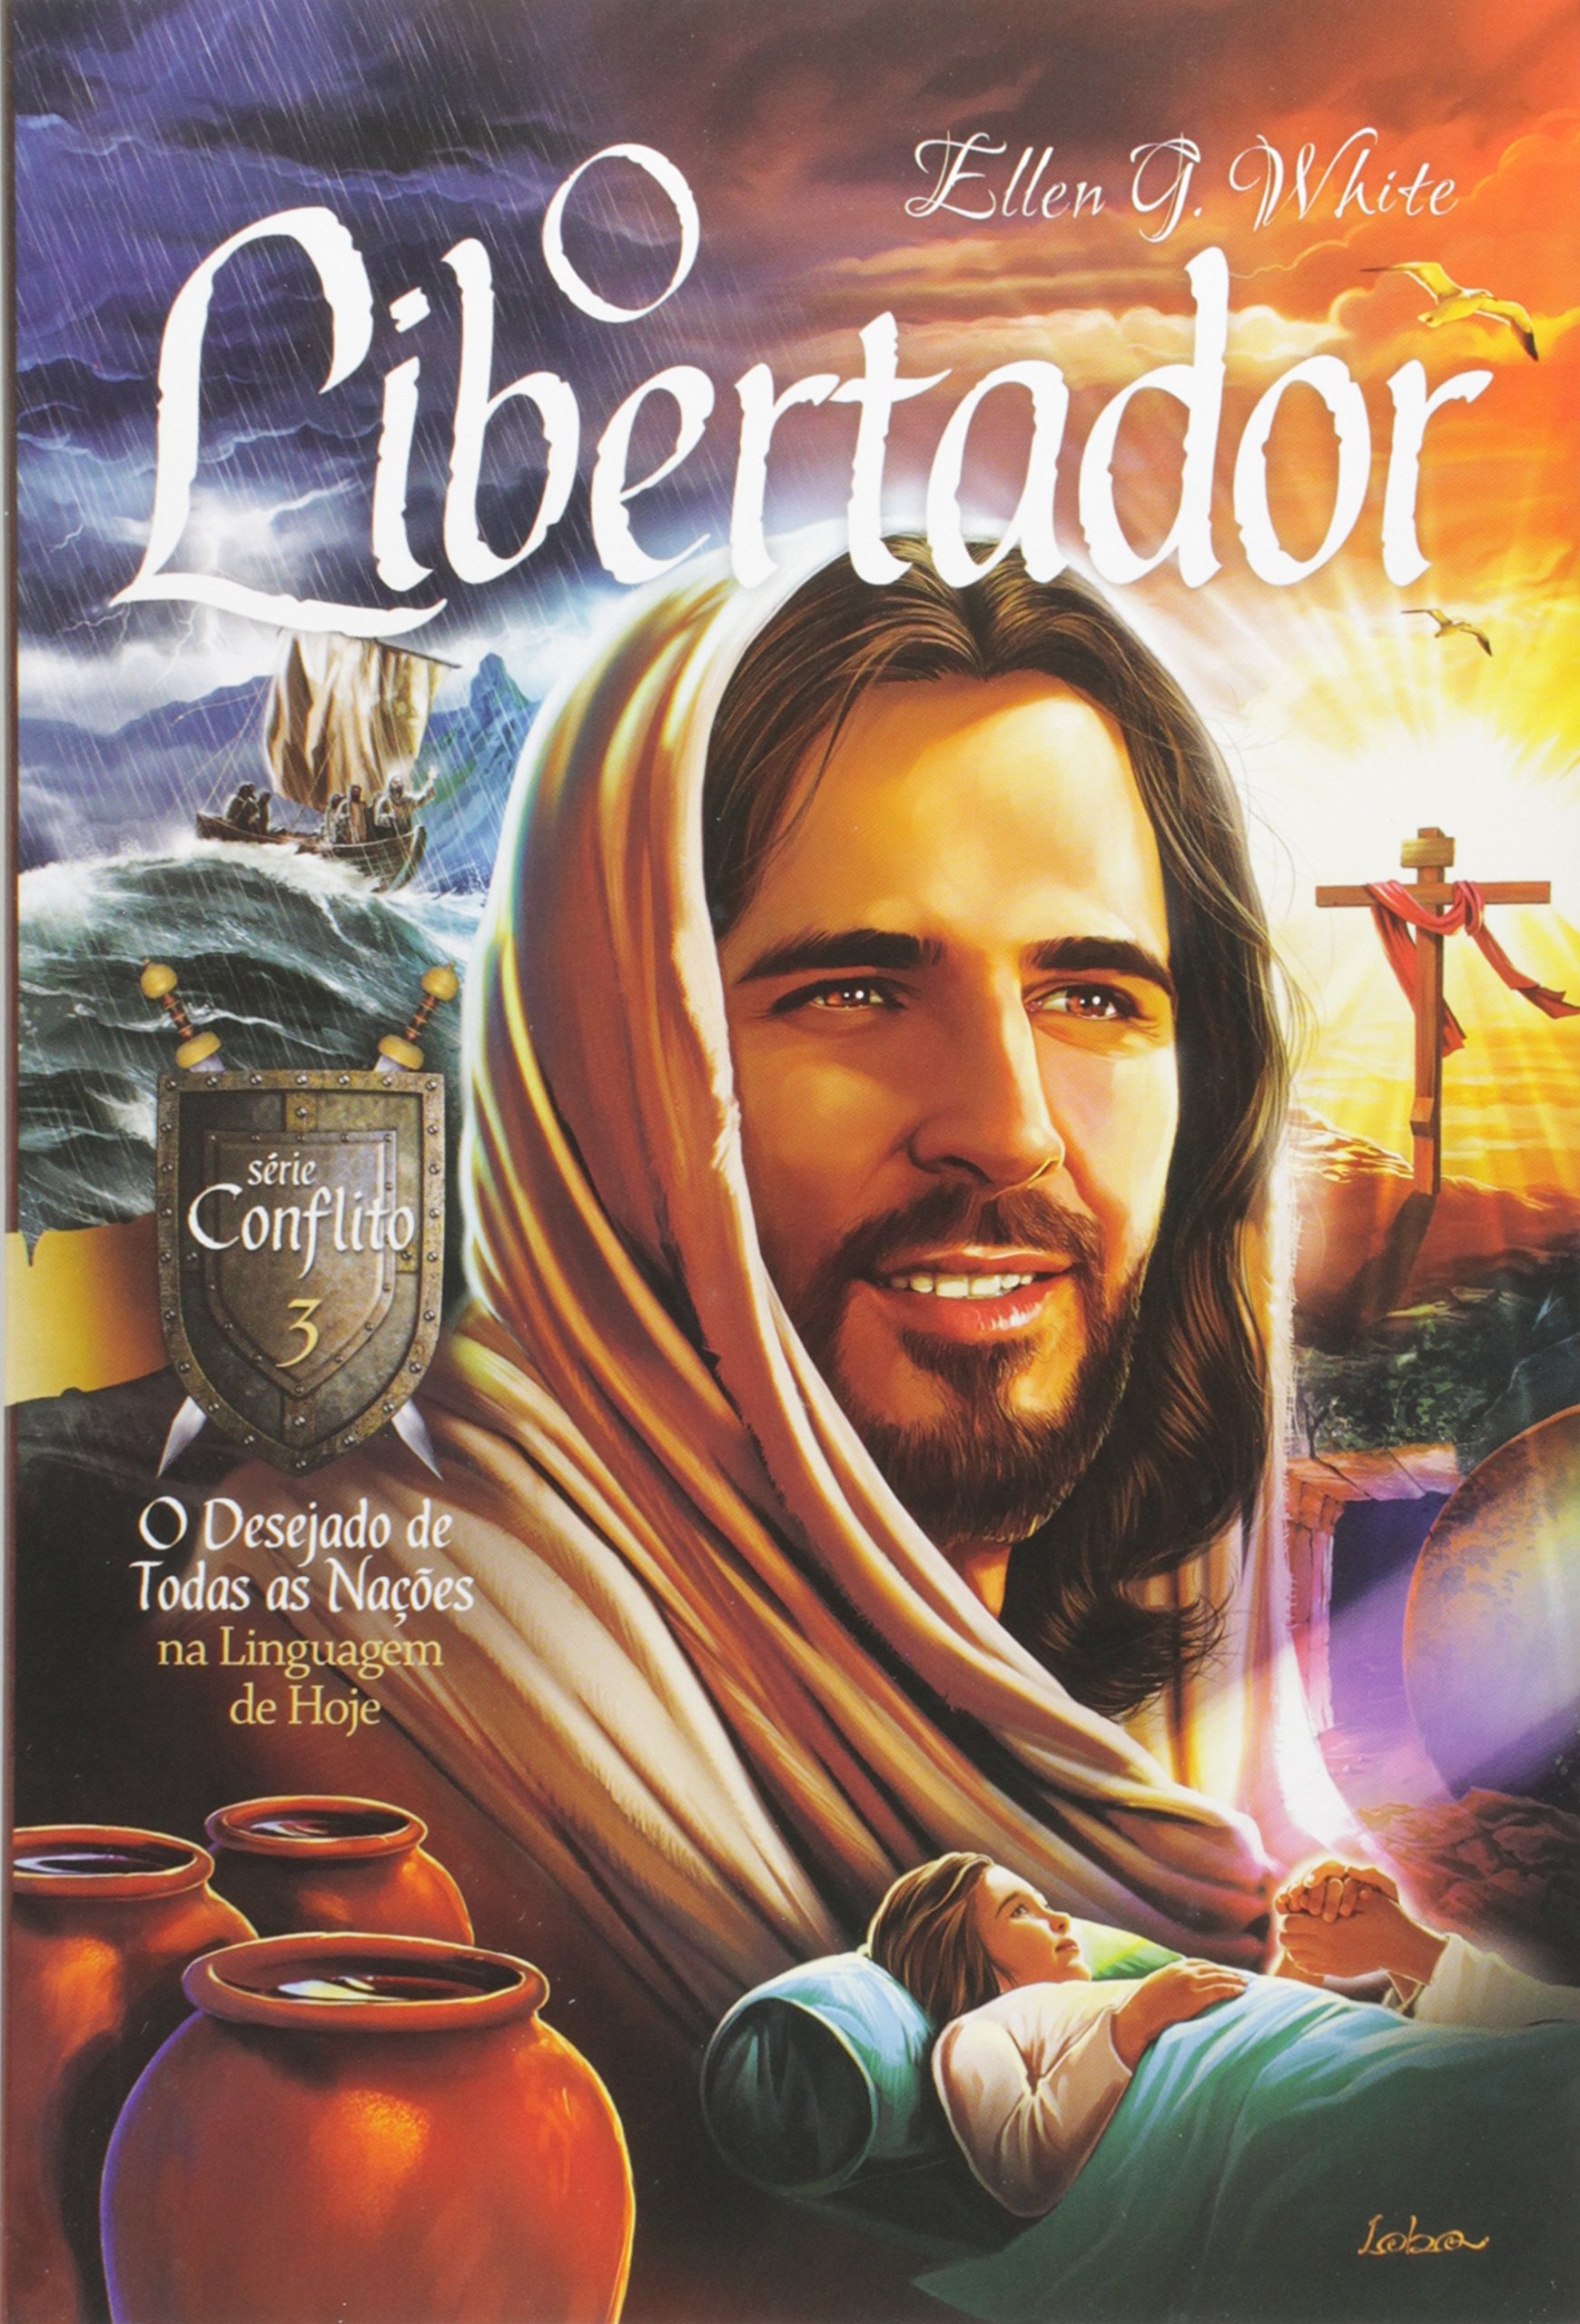 Ellen G. White
O
Libertador
série
Conflito
3
O Desejado de
Todas as Nações
na Linguagem
de Hoje
Lobo